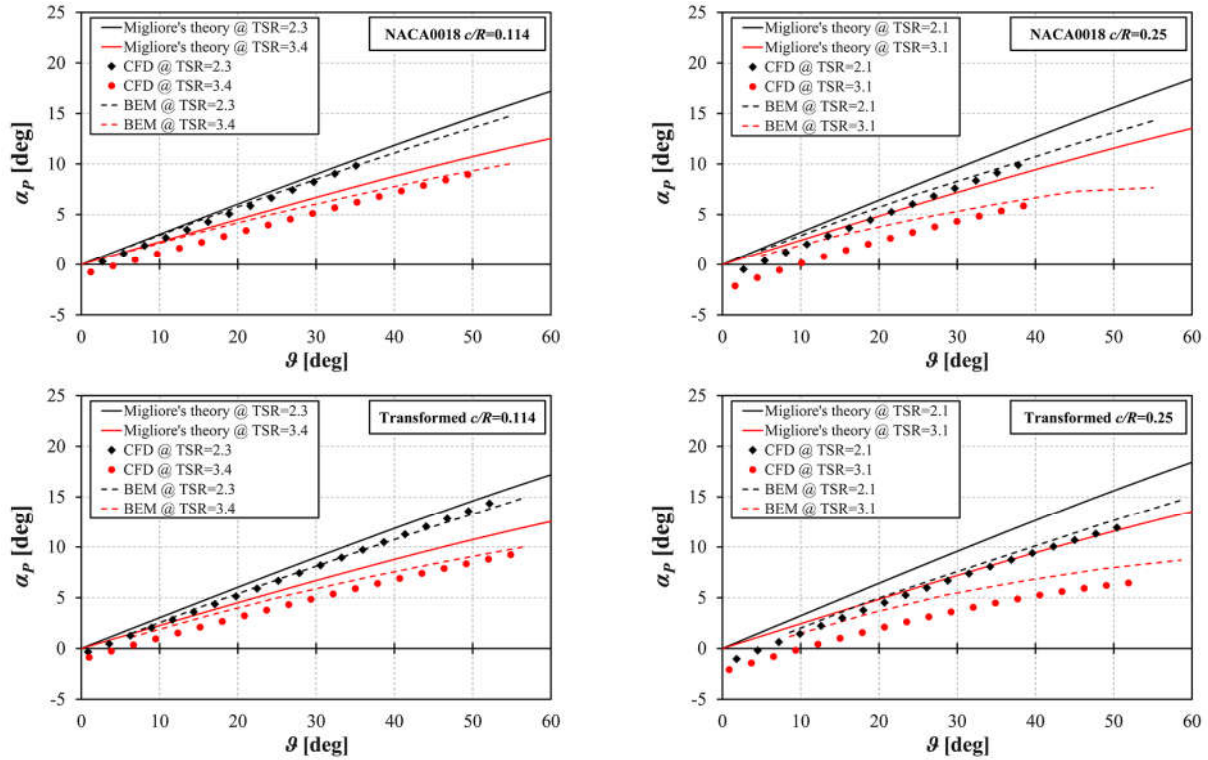 Migliore's theory @ TSR=2.3
Migliore's theory @ TSR=3.4
CFD @ TSR=2.3
CFD @ TSR=3.4
BEM @ TSR=2.3
BEM @ TSR=3.4
NACA0018 c/R=0.114
25
20
15
10
5
0
-5
α_P [deg]
0 10 20 30 40 50 60
ϑ [deg]
Migliore's theory @ TSR=2.1
Migliore's theory @ TSR=3.1
CFD @ TSR=2.1
CFD @ TSR=3.1
BEM @ TSR=2.1
BEM @ TSR=3.1
NACA0018 c/R=0.25
25
20
15
10
5
0
-5
α_P [deg]
0 10 20 30 40 50 60
ϑ [deg]
Migliore's theory @ TSR=2.3
Migliore's theory @ TSR=3.4
CFD @ TSR=2.3
CFD @ TSR=3.4
BEM @ TSR=2.3
BEM @ TSR=3.4
Transformed c/R=0.114
25
20
15
10
5
0
-5
α_P [deg]
0 10 20 30 40 50 60
ϑ [deg]
Migliore's theory @ TSR=2.1
Migliore's theory @ TSR=3.1
CFD @ TSR=2.1
CFD @ TSR=3.1
BEM @ TSR=2.1
BEM @ TSR=3.1
Transformed c/R=0.25
25
20
15
10
5
0
-5
α_P [deg]
0 10 20 30 40 50 60
ϑ [deg]